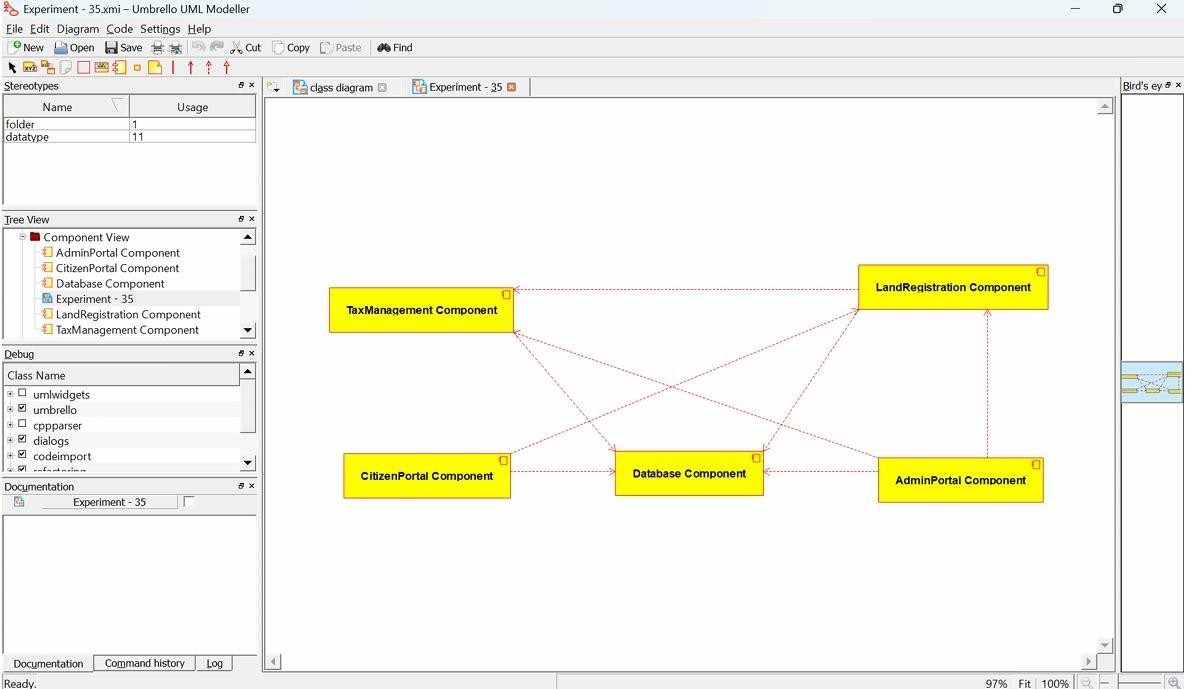 Experiment - 35.xmi – Umbrello UML Modeller
File Edit Diagram Code Settings Help
New Open Save Cut Copy Paste Find
Stereotypes
Name Usage
folder 1
datatype 11
Tree View
Component View
AdminPortal Component
CitizenPortal Component
Database Component
Experiment - 35
LandRegistration Component
TaxManagement Component
Debug
Class Name
umlwidgets
umbrello
cppparser
dialogs
codeimport
refactoring
Documentation
Experiment - 35
Documentation Command history Log
Ready.
class diagram Experiment - 35
LandRegistration Component
TaxManagement Component
CitizenPortal Component
Database Component
AdminPortal Component
Bird's ey
97% Fit 100%